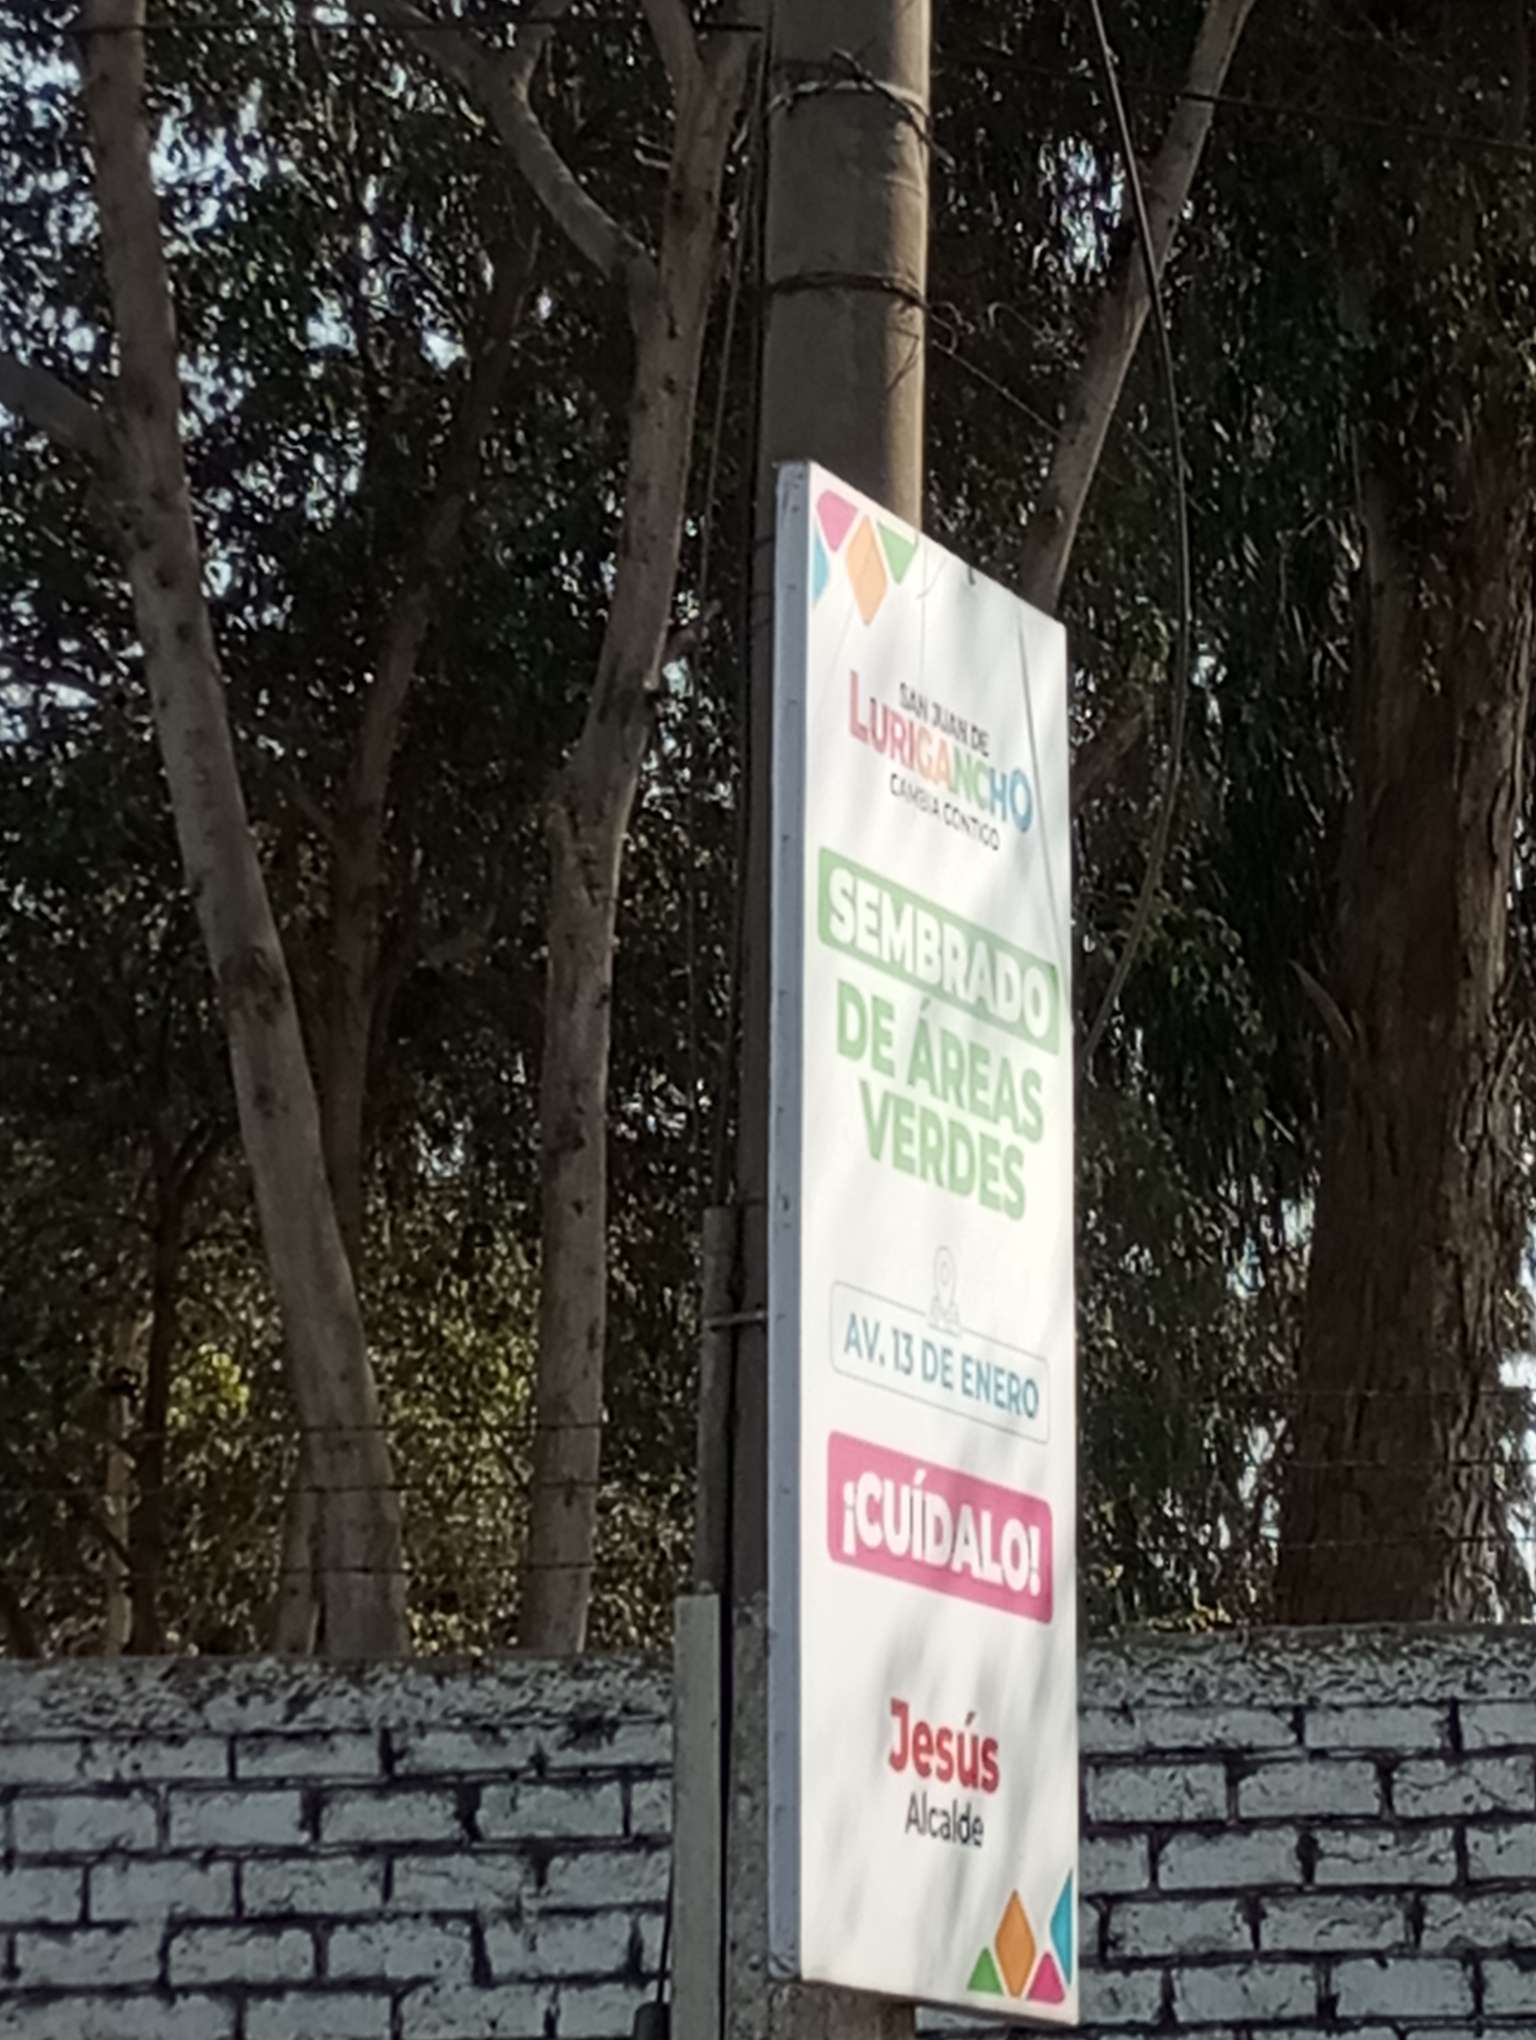 SAN JUAN DE
LURIGANCHO
CAMBIA CONTIGO
SEMBRADO
DE ÁREAS
VERDES
AV. 13 DE ENERO
¡CUÍDALO!
Jesús
Alcalde